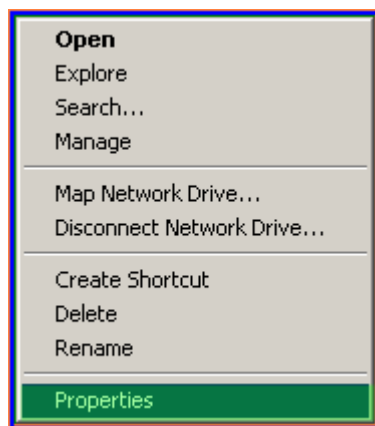 Open
Explore
Search...
Manage
Map Network Drive...
Disconnect Network Drive...
Create Shortcut
Delete
Rename
Properties